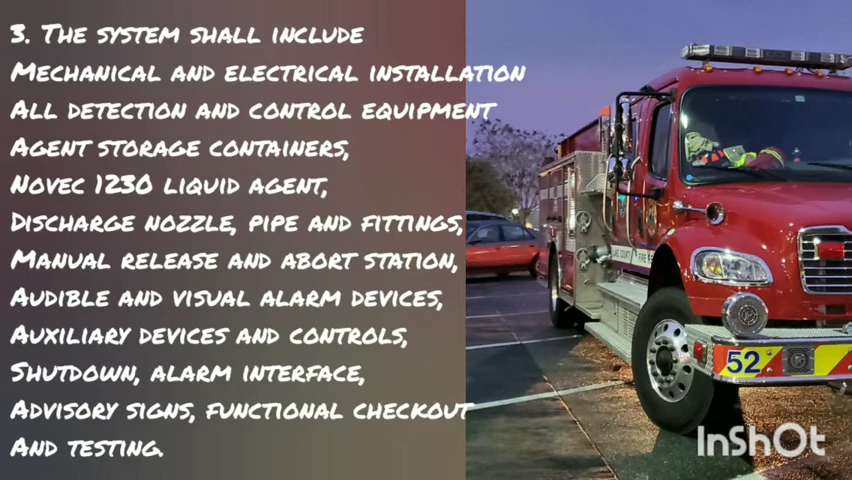 3. The system shall include
Mechanical and electrical installation
All detection and control equipment
Agent storage containers,
Novec 1230 liquid agent,
Discharge nozzle, pipe and fittings,
Manual release and abort station,
Audible and visual alarm devices,
Auxiliary devices and controls,
Shutdown, alarm interface,
Advisory signs, functional checkout
And testing.
52
InShOt